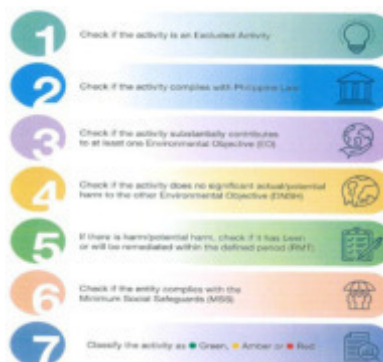 1
Check if the activity is an Excluded Activity
2
Check if the activity complies with Philippine Law
3
Check if the activity substantially contributes
to at least one Environmental Objective (EO)
4
Check if the activity does no significant actual/potential
harm to the other Environmental Objective (DNSH)
5
If there is harm/potential harm, check if it has been
or will be remediated within the defined period (RMT)
6
Check if the entity complies with the
Minimum Social Safeguards (MSS)
7
Classify the activity as Green, Amber or Red